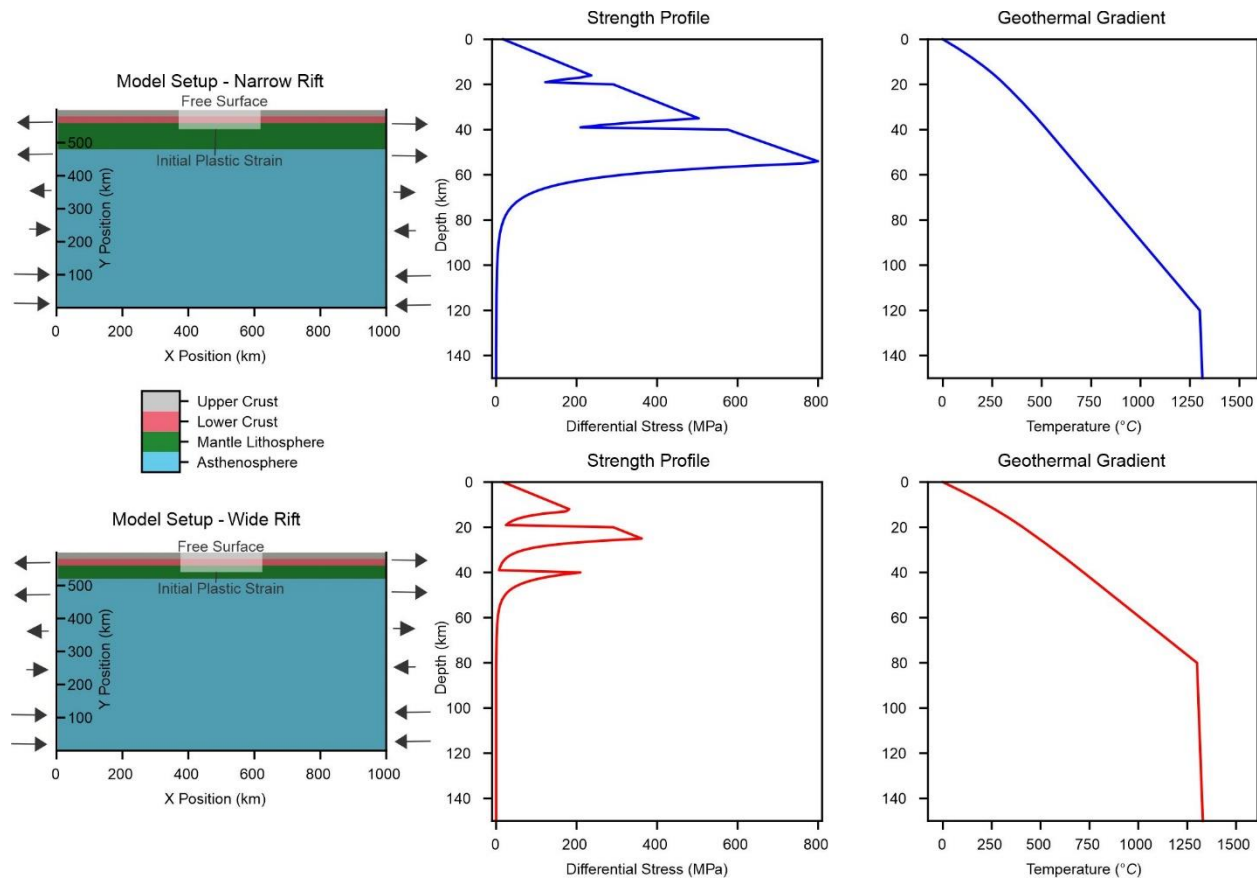 Model Setup - Narrow Rift
Free Surface
Initial Plastic Strain
500
400
300
200
100
Y Position (km)
0 200 400 600 800 1000
X Position (km)
Strength Profile
0
20
40
60
80
100
120
140
Depth (km)
0 200 400 600 800
Differential Stress (MPa)
Geothermal Gradient
0
20
40
60
80
100
120
140
0 250 500 750 1000 1250 1500
Temperature (°C)
Upper Crust
Lower Crust
Mantle Lithosphere
Asthenosphere
Model Setup - Wide Rift
Free Surface
Initial Plastic Strain
500
400
300
200
100
Y Position (km)
0 200 400 600 800 1000
X Position (km)
Strength Profile
0
20
40
60
80
100
120
140
Depth (km)
0 200 400 600 800
Differential Stress (MPa)
Geothermal Gradient
0
20
40
60
80
100
120
140
0 250 500 750 1000 1250 1500
Temperature (°C)